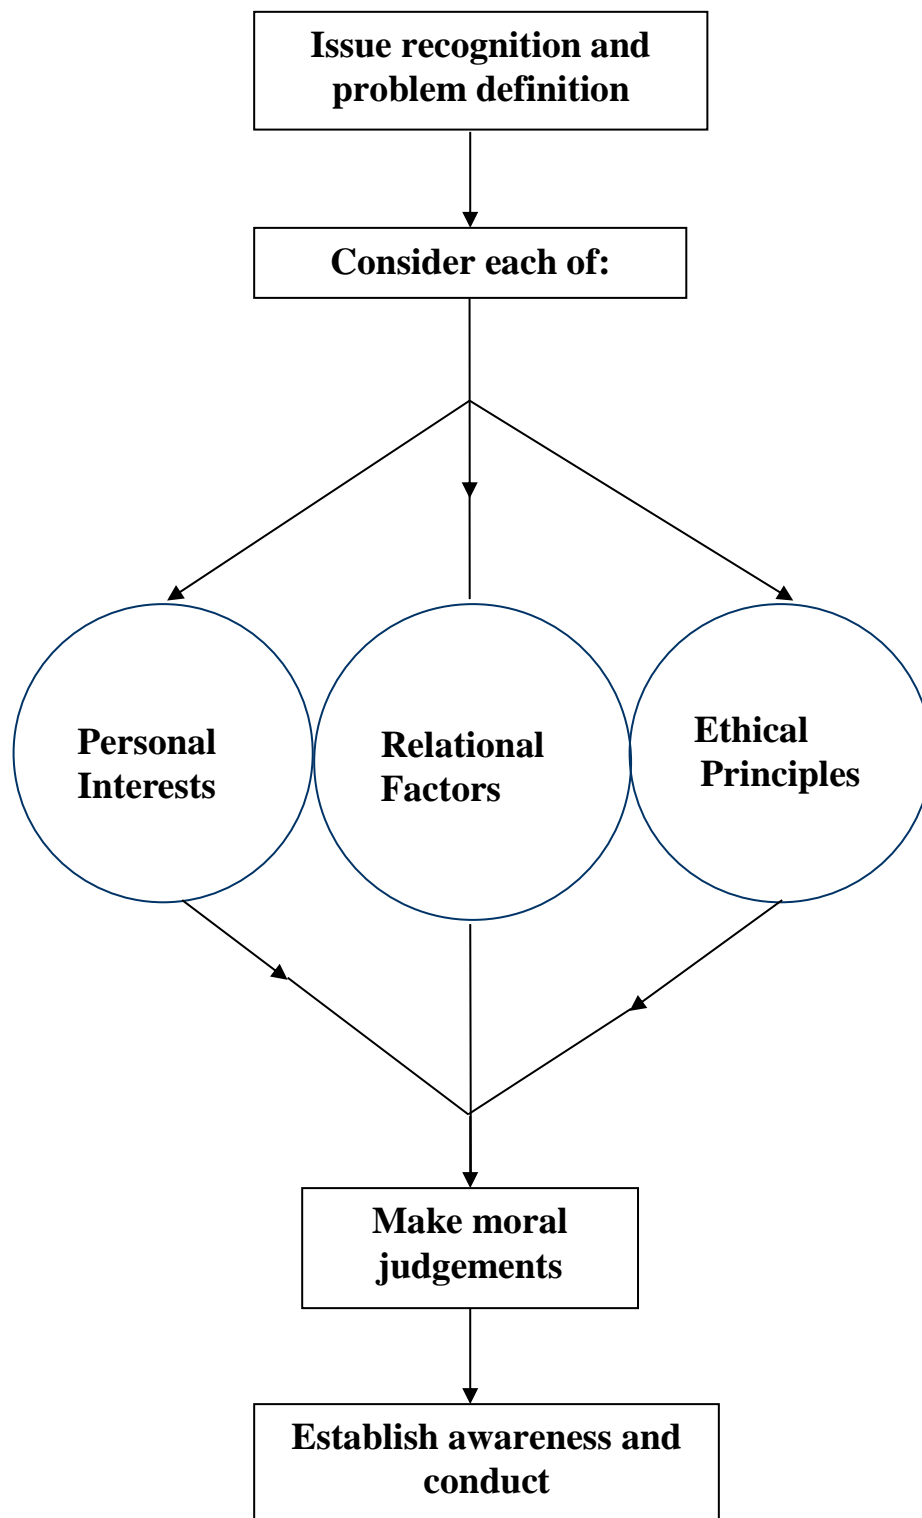 Issue recognition and
problem definition
Consider each of:
Personal
Interests
Relational
Factors
Ethical
Principles
Make moral
judgements
Establish awareness and
conduct